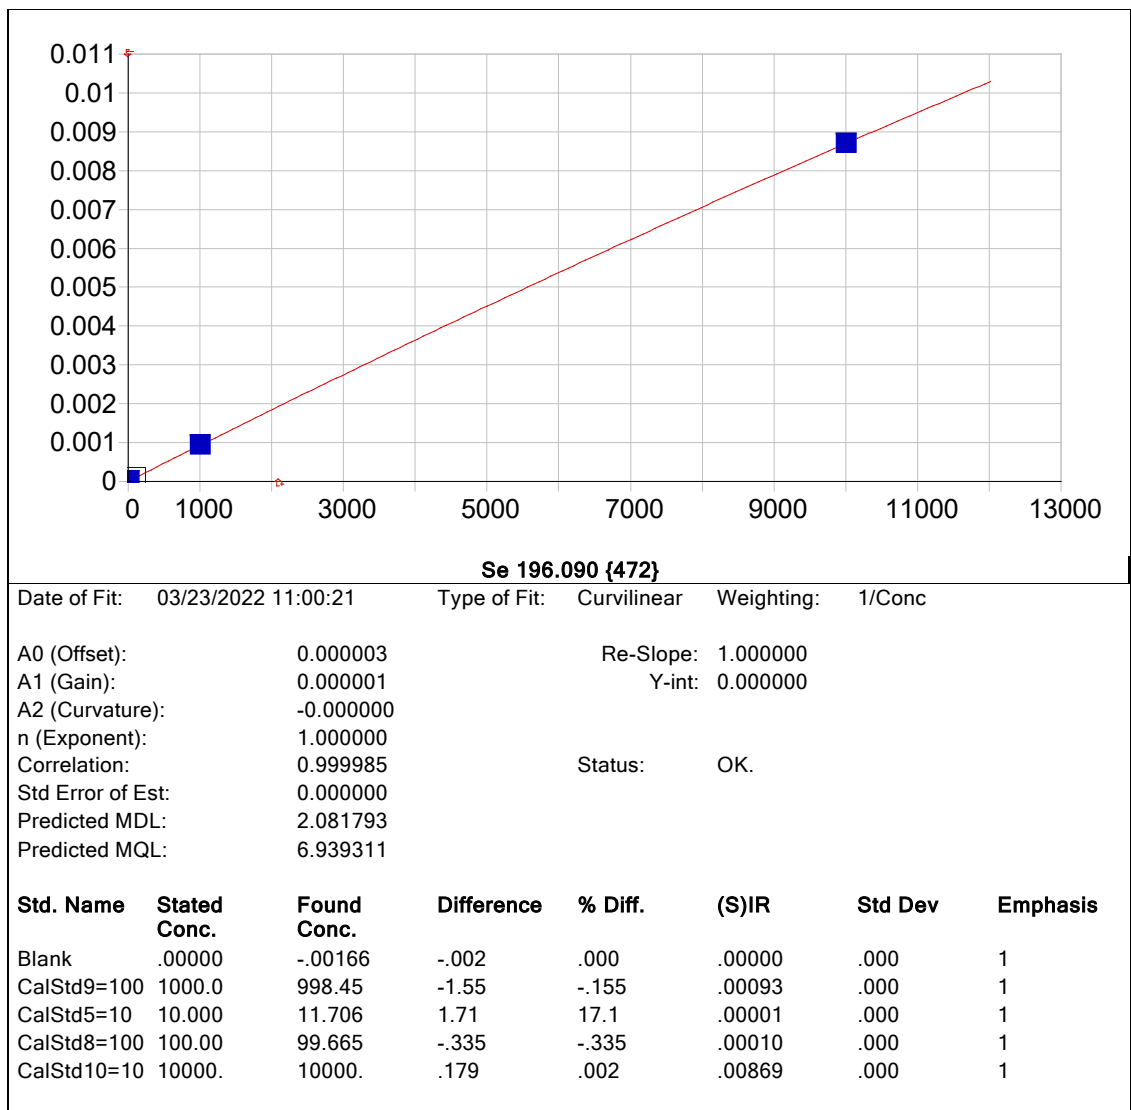 0.011
0.01
0.009
0.008
0.007
0.006
0.005
0.004
0.003
0.002
0.001
0
0 1000 3000 5000 7000 9000 11000 13000
Se 196.090 {472}
Date of Fit: 03/23/2022 11:00:21 Type of Fit: Curvilinear Weighting: 1/Conc
A0 (Offset): 0.000003 Re-Slope: 1.000000
A1 (Gain): 0.000001 Y-int: 0.000000
A2 (Curvature): -0.000000
n (Exponent): 1.000000
Correlation: 0.999985 Status: OK.
Std Error of Est: 0.000000
Predicted MDL: 2.081793
Predicted MQL: 6.939311
Std. Name Stated Found Difference % Diff. (S)IR Std Dev Emphasis
Conc. Conc.
Blank .00000 -.00166 -.002 .000 .00000 .000 1
CalStd9=100 1000.0 998.45 -1.55 -.155 .00093 .000 1
CalStd5=10 10.000 11.706 1.71 17.1 .00001 .000 1
CalStd8=100 100.00 99.665 -.335 -.335 .00010 .000 1
CalStd10=10 10000. 10000. .179 .002 .00869 .000 1